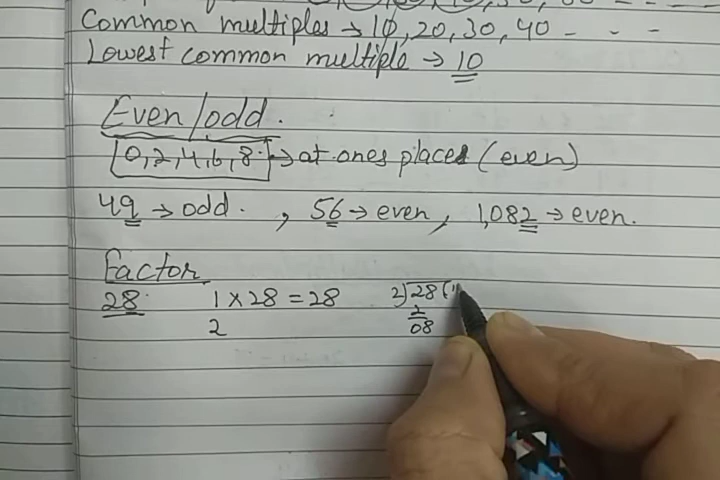 Common multiples → 10, 20, 30, 40 - - -
Lowest common multiple → 10
Even/odd.
0, 2, 4, 6, 8 → at ones places (even)
49 → odd. , 56 → even, 1,082 → even.
Factor
28. 1 × 28 = 28 2)28(1
2 2
08